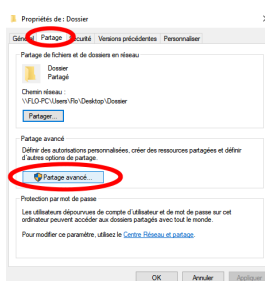 Propriétés de : Dossier
Général Partage Sécurité Versions précédentes Personnaliser
Partage de fichiers et de dossiers en réseau
Dossier
Partagé
Chemin réseau :
\\FLO-PC\Users\Flo\Desktop\Dossier
Partager...
Partage avancé
Définir des autorisations personnalisées, créer des ressources partagées et définir
d'autres options de partage.
Partage avancé...
Protection par mot de passe
Les utilisateurs dépourvues de compte d'utilisateur et de mot de passe sur cet
ordinateur peuvent accéder aux dossiers partagés avec tout le monde.
Pour modifier ce paramètre, utilisez le Centre Réseau et partage.
OK Annuler Appliquer